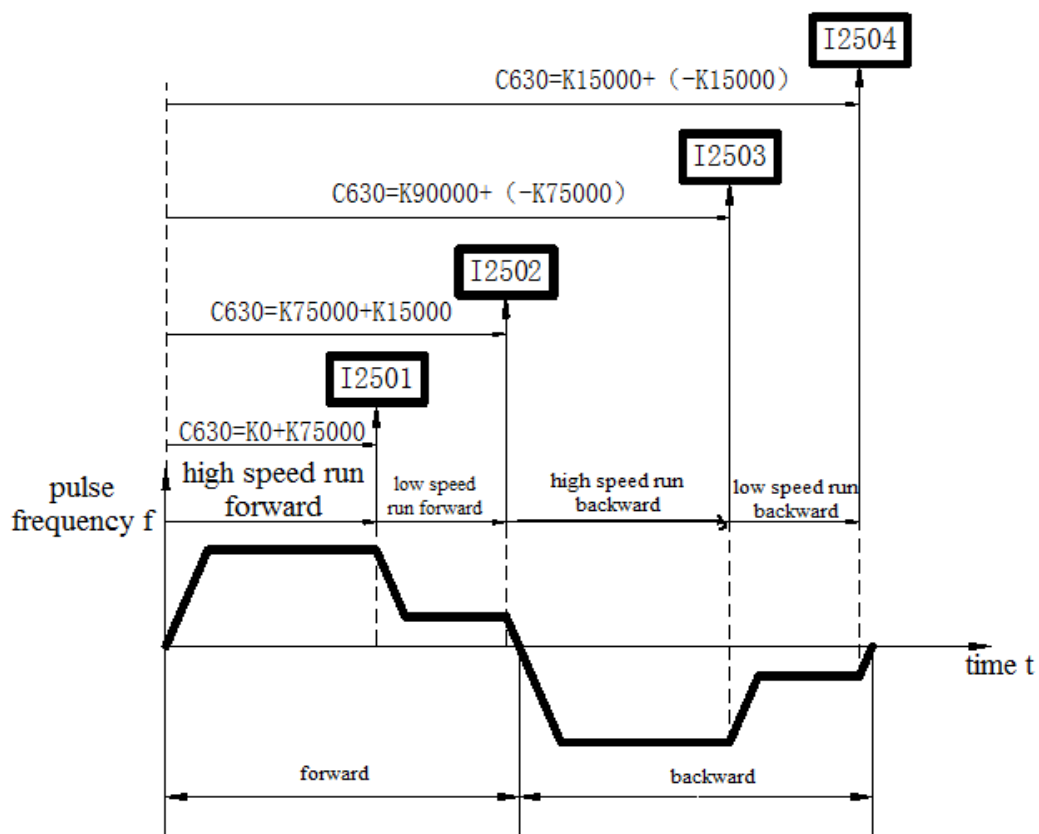 I2504
C630=K15000+（-K15000）
I2503
C630=K90000+（-K75000）
I2502
C630=K75000+K15000
I2501
C630=K0+K75000
pulse
frequency f
high speed run
forward
low speed
run forward
high speed run
backward
low speed run
backward
time t
forward
backward